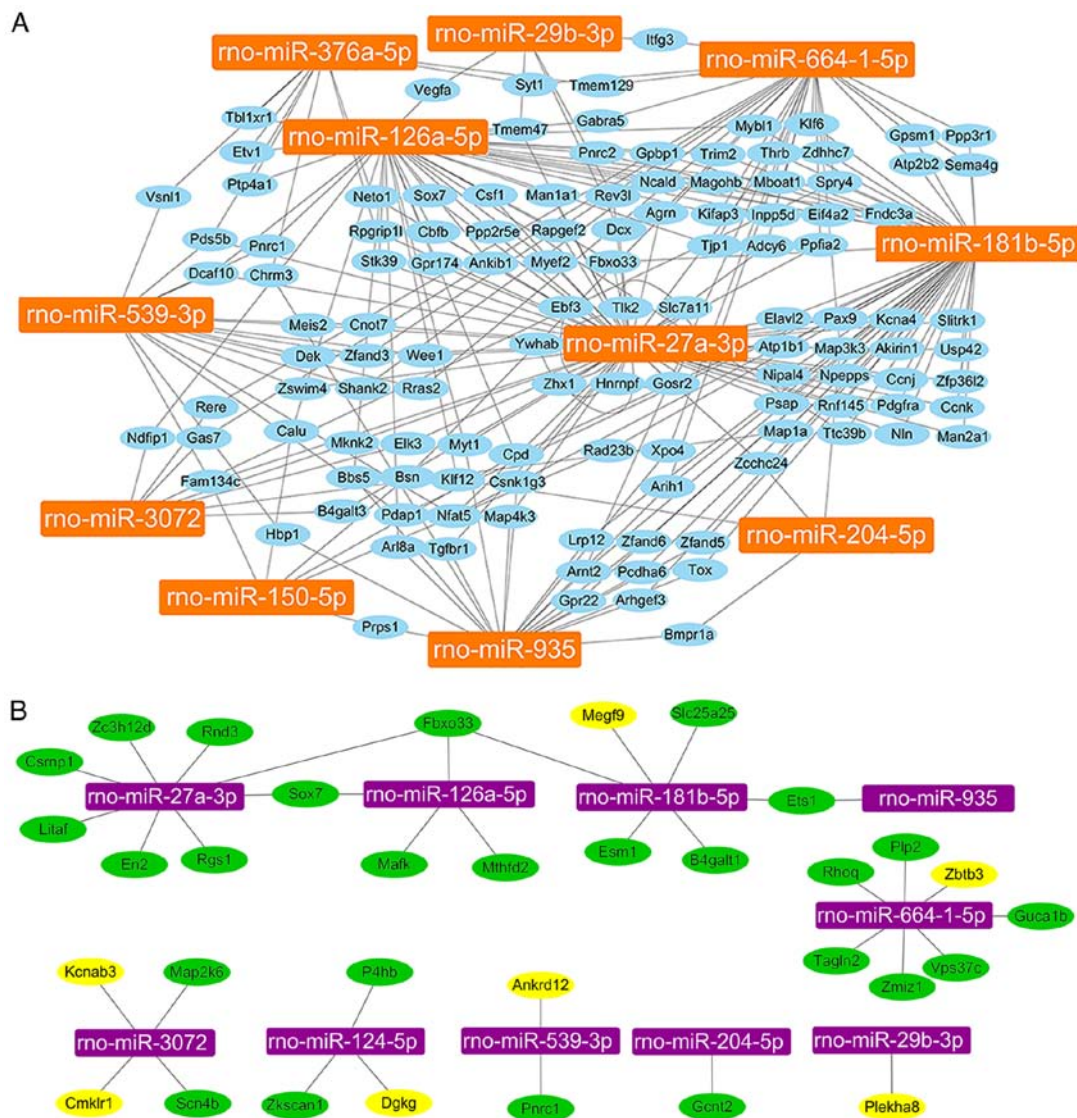 A
rno-miR-29b-3p
rno-miR-376a-5p
Itfg3
rno-miR-664-1-5p
Vegfa
Syt1
Tmem129
Tbl1xr1
rno-miR-126a-5p
Tmem47
Gabra5
Mybl1
Klf6
Gpsm1
Ppp3r1
Etv1
Pnrc2
Gpbp1
Trim2
Thrb
Zdhhc7
Atp2b2
Sema4g
Ptp4a1
Vsnl1
Neto1
Sox7
Csf1
Man1a1
Rev3l
Ncald
Magohb
Mboat1
Spry4
Rpgrip1l
Cbfb
Ppp2r5e
Rapgef2
Dcx
Agrn
Kifap3
Inpp5d
Eif4a2
Fndc3a
Pds5b
Pnrc1
Stk39
Gpr174
Ankib1
Myef2
Fbxo33
Tjp1
Adcy6
Ppfia2
rno-miR-181b-5p
Dcaf10
Chrm3
rno-miR-539-3p
Ebf3
Tlk2
Slc7a11
Meis2
Cnot7
Elavl2
Pax9
Kcna4
Slitrk1
Ywhab
rno-miR-27a-3p
Dek
Zfand3
Wee1
Atp1b1
Map3k3
Akirin1
Usp42
Zswim4
Shank2
Rras2
Zhx1
Hnrnpf
Gosr2
Nipal4
Npepps
Ccnj
Zfp36l2
Rere
Psap
Rnf145
Pdgfra
Ccnk
Ndfip1
Gas7
Calu
Mknk2
Elk3
Myt1
Cpd
Rad23b
Xpo4
Map1a
Ttc39b
Nln
Man2a1
Fam134c
Bbs5
Bsn
Klf12
Csnk1g3
Arih1
Zcchc24
rno-miR-3072
B4galt3
Pdap1
Nfat5
Map4k3
rno-miR-204-5p
Hbp1
Arl8a
Tgfbr1
Lrp12
Zfand6
Zfand5
Arnt2
Pcdha6
Tox
rno-miR-150-5p
Gpr22
Arhgef3
Prps1
rno-miR-935
Bmpr1a
B
Zc3h12d
Rnd3
Fbxo33
Megf9
Slc25a25
Csrnp1
rno-miR-27a-3p
Sox7
rno-miR-126a-5p
rno-miR-181b-5p
Ets1
rno-miR-935
Litaf
En2
Rgs1
Mafk
Mthfd2
Esm1
B4galt1
Plp2
Rhoq
Zbtb3
rno-miR-664-1-5p
Guca1b
Tagln2
Zmiz1
Vps37c
Kcnab3
Map2k6
P4hb
Ankrd12
rno-miR-3072
rno-miR-124-5p
rno-miR-539-3p
rno-miR-204-5p
rno-miR-29b-3p
Cmklr1
Scn4b
Zkscan1
Dgkg
Pnrc1
Gcnt2
Plekha8